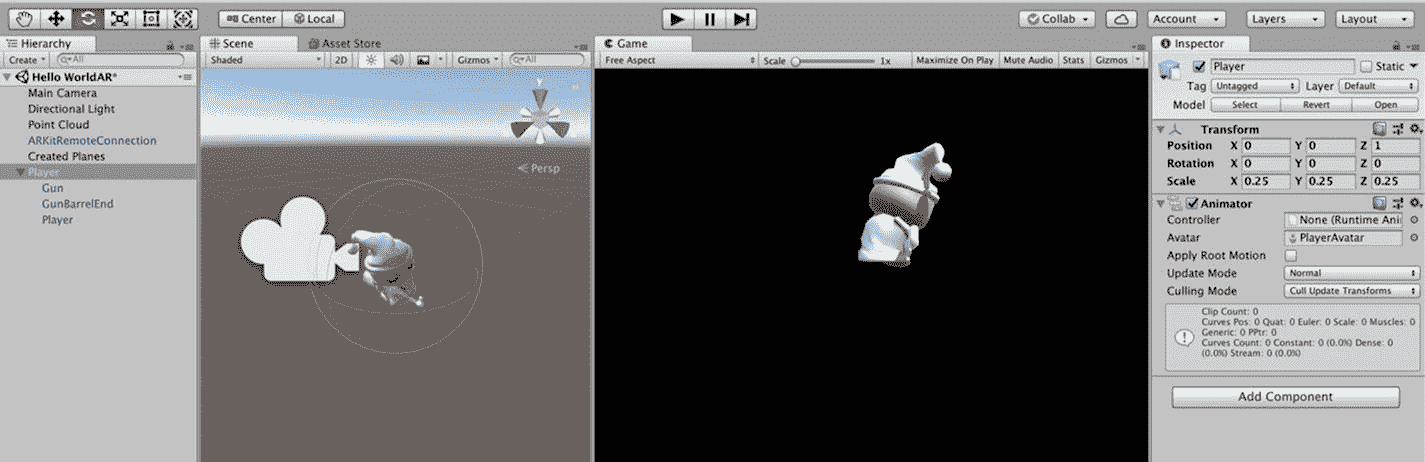 Center Local
Collab Account Layers Layout
Hierarchy
Create All
Hello WorldAR*
Main Camera
Directional Light
Point Cloud
ARKitRemoteConnection
Created Planes
Player
Gun
GunBarrelEnd
Player
Scene Asset Store
Shaded 2D Gizmos All
Y
Persp
Game
Free Aspect Scale 1x Maximize On Play Mute Audio Stats Gizmos
Inspector
Player Static
Tag Untagged Layer Default
Model Select Revert Open
Transform
Position X 0 Y 0 Z 1
Rotation X 0 Y 0 Z 0
Scale X 0.25 Y 0.25 Z 0.25
Animator
Controller None (Runtime Ani
Avatar PlayerAvatar
Apply Root Motion
Update Mode Normal
Culling Mode Cull Update Transforms
Clip Count: 0
Curves Pos: 0 Quat: 0 Euler: 0 Scale: 0 Muscles: 0
Generic: 0 PPtr: 0
Curves Count: 0 Constant: 0 (0.0%) Dense: 0
(0.0%) Stream: 0 (0.0%)
Add Component